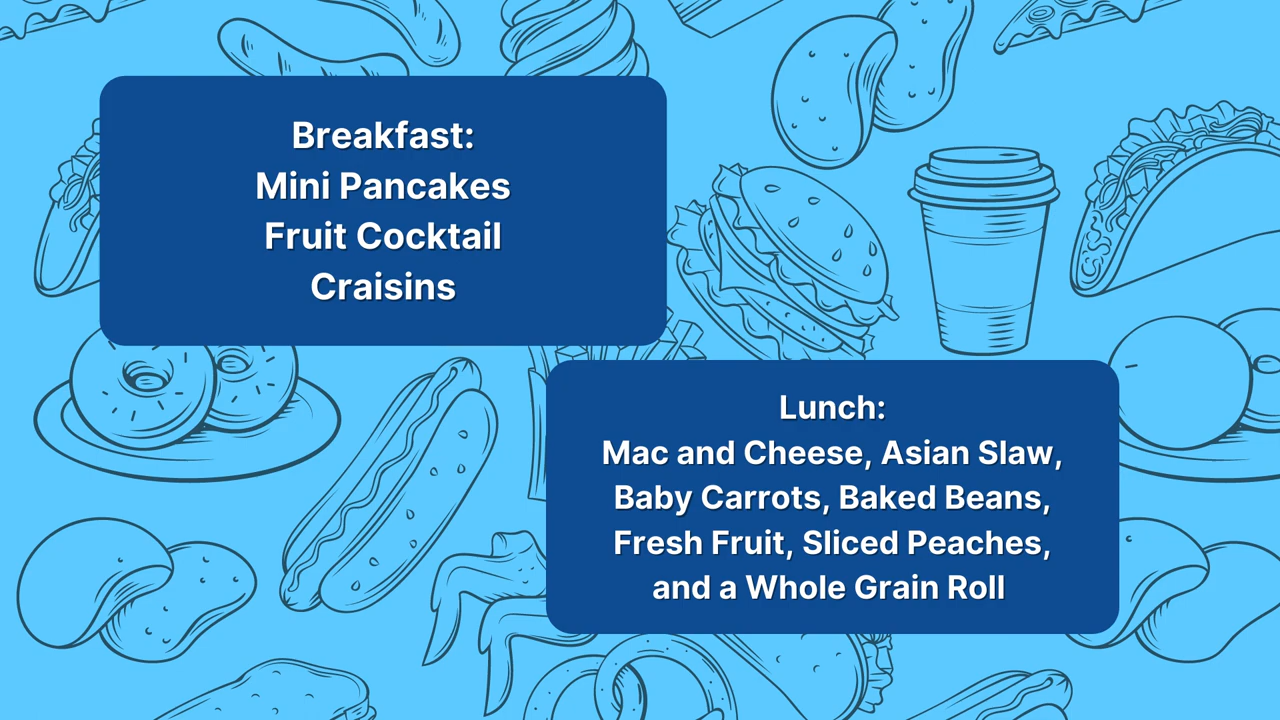 Breakfast:
Mini Pancakes
Fruit Cocktail
Craisins
Lunch:
Mac and Cheese, Asian Slaw,
Baby Carrots, Baked Beans,
Fresh Fruit, Sliced Peaches,
and a Whole Grain Roll